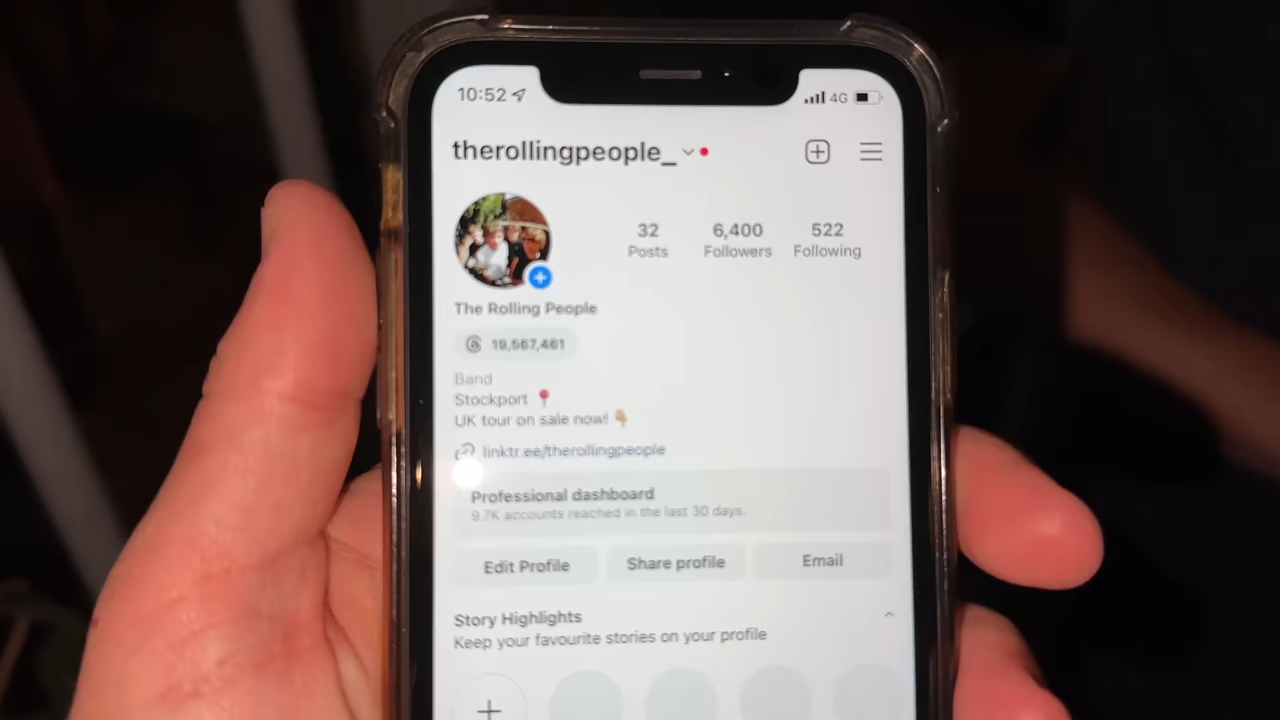 10:52
4G
therollingpeople_
32
Posts
6,400
Followers
522
Following
The Rolling People
19,567,461
Band
Stockport 📍
UK tour on sale now! 👇
linktr.ee/therollingpeople
Professional dashboard
9.7K accounts reached in the last 30 days.
Edit Profile
Share profile
Email
Story Highlights
Keep your favourite stories on your profile